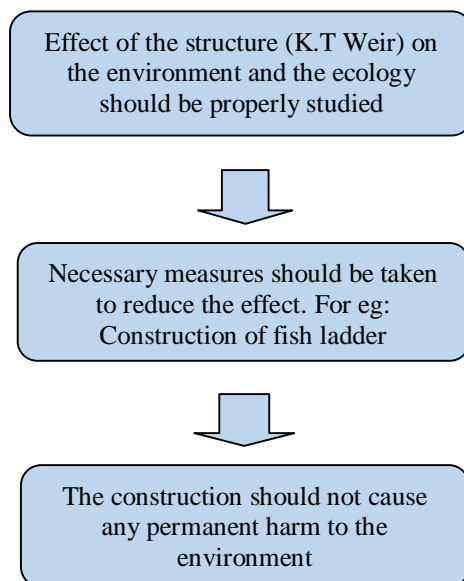 Effect of the structure (K.T Weir) on
the environment and the ecology
should be properly studied
Necessary measures should be taken
to reduce the effect. For eg:
Construction of fish ladder
The construction should not cause
any permanent harm to the
environment